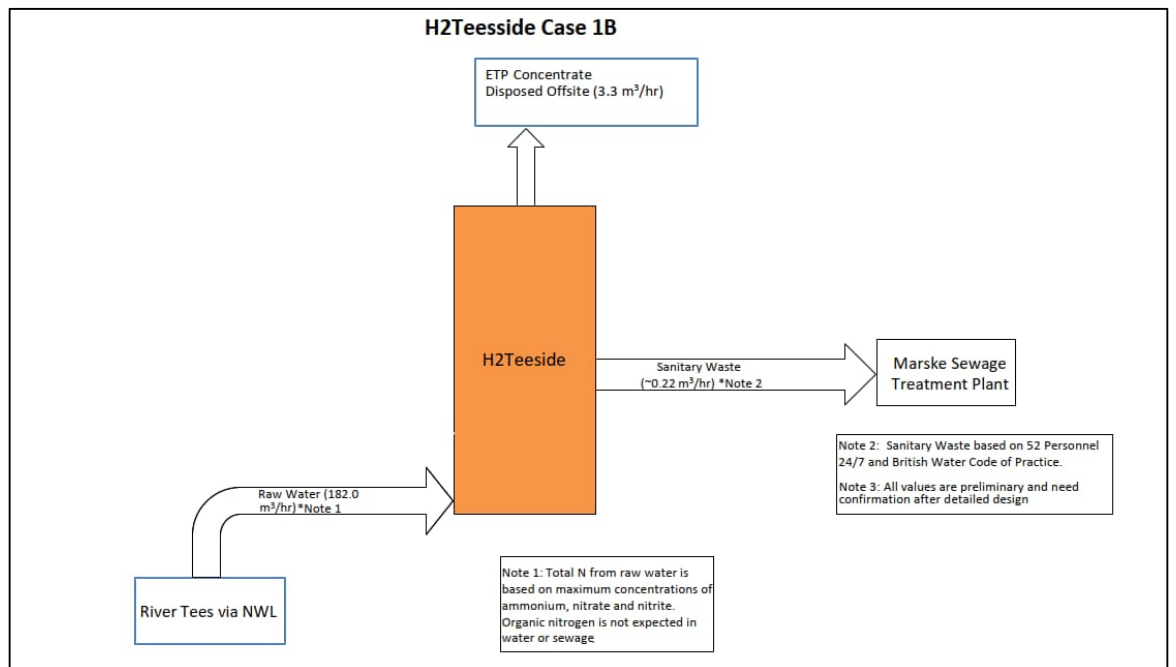 H2Teesside Case 1B
ETP Concentrate
Disposed Offsite (3.3 m³/hr)
H2Teeside
Sanitary Waste
(~0.22 m³/hr) *Note 2
Marske Sewage
Treatment Plant
Note 2: Sanitary Waste based on 52 Personnel
24/7 and British Water Code of Practice.
Note 3: All values are preliminary and need
confirmation after detailed design
Raw Water (182.0
m³/hr)*Note 1
River Tees via NWL
Note 1: Total N from raw water is
based on maximum concentrations of
ammonium, nitrate and nitrite.
Organic nitrogen is not expected in
water or sewage